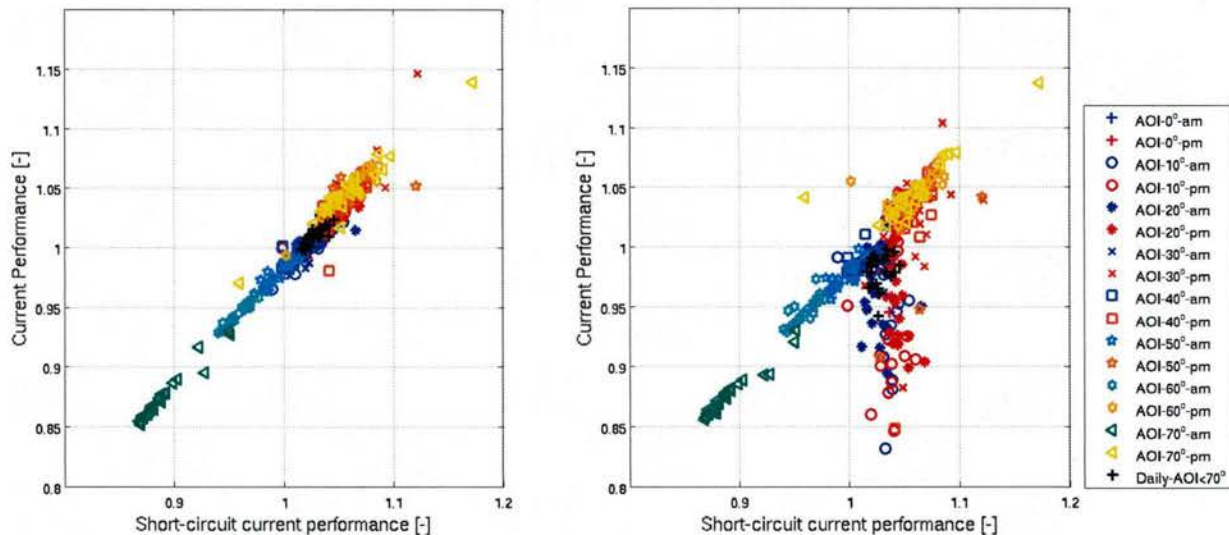 1.15
1.1
1.05
1
0.95
0.9
0.85
0.8
0.9
1
1.1
1.2
Current Performance [-]
Short-circuit current performance [-]
1.15
1.1
1.05
1
0.95
0.9
0.85
0.8
0.9
1
1.1
1.2
Current Performance [-]
Short-circuit current performance [-]
AOI-0°-am
AOI-0°-pm
AOI-10°-am
AOI-10°-pm
AOI-20°-am
AOI-20°-pm
AOI-30°-am
AOI-30°-pm
AOI-40°-am
AOI-40°-pm
AOI-50°-am
AOI-50°-pm
AOI-60°-am
AOI-60°-pm
AOI-70°-am
AOI-70°-pm
Daily-AOI<70°